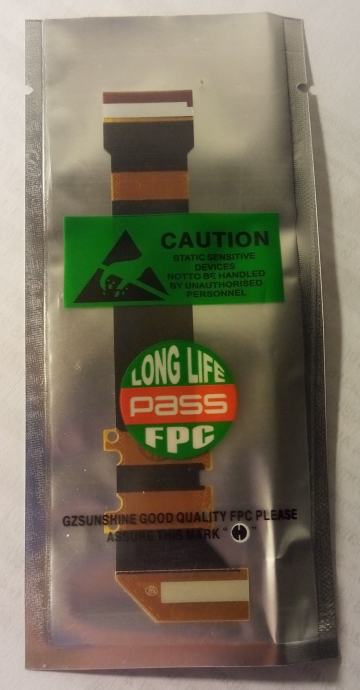 CAUTION
STATIC SENSITIVE
DEVICES
NOTTO BE HANDLED
BY UNAUTHORISED
PERSONNEL
LONG LIFE
pass
FPC
GZSUNSHINE GOOD QUALITY FPC PLEASE
ASSURE THIS MARK " "